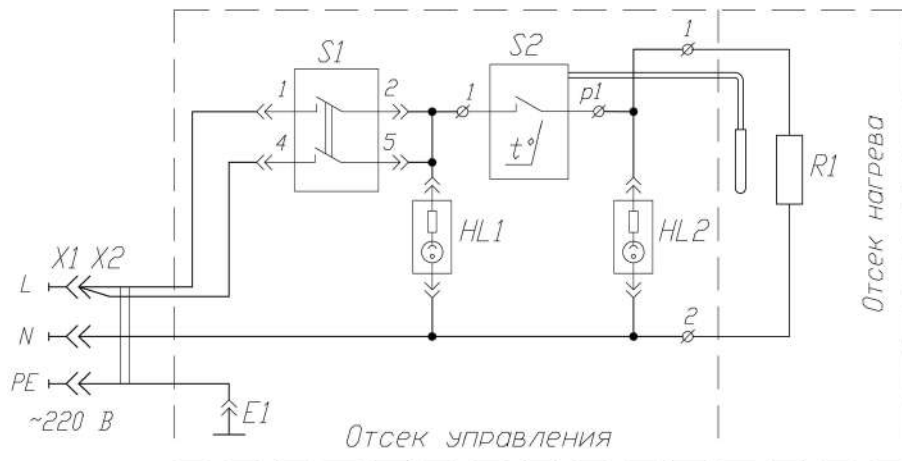 S1
S2
1
1
2
1
p1
4
5
t°
R1
HL1
HL2
X1 X2
L
N
2
PE
E1
~220 В
Отсек управления
Отсек нагрева